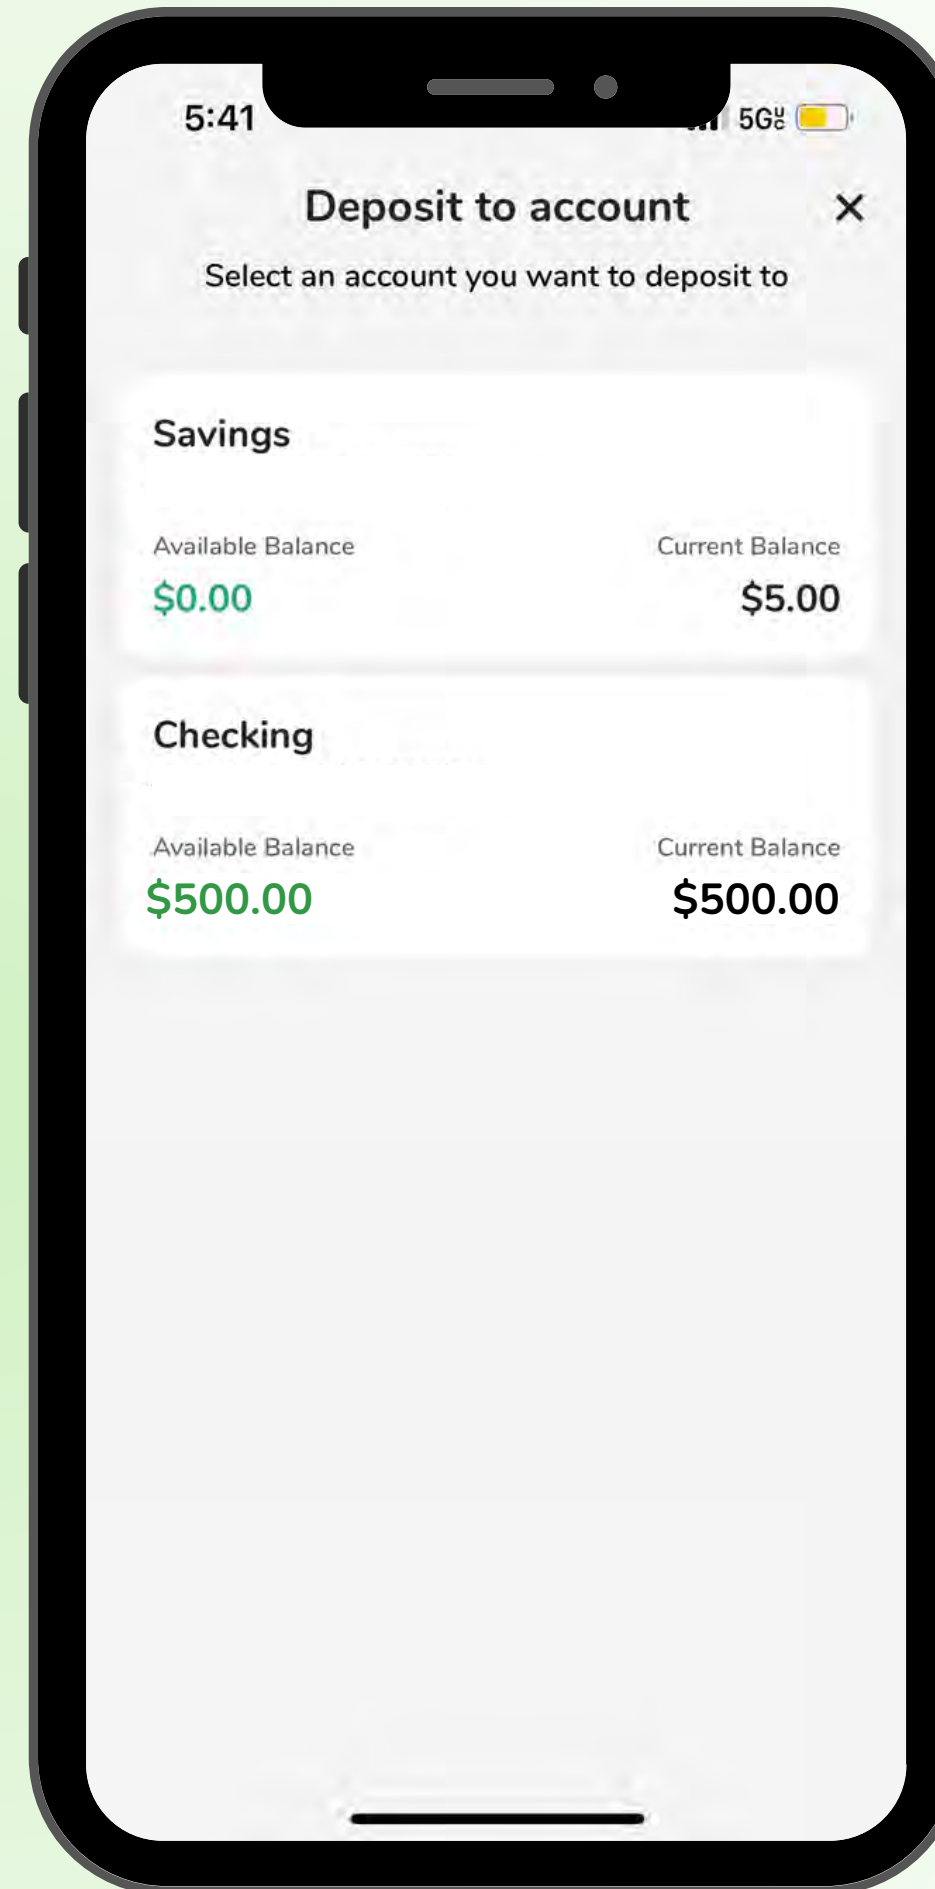 5:41
5G
Deposit to account
Select an account you want to deposit to
Savings
Available Balance
Current Balance
$0.00
$5.00
Checking
Available Balance
Current Balance
$500.00
$500.00